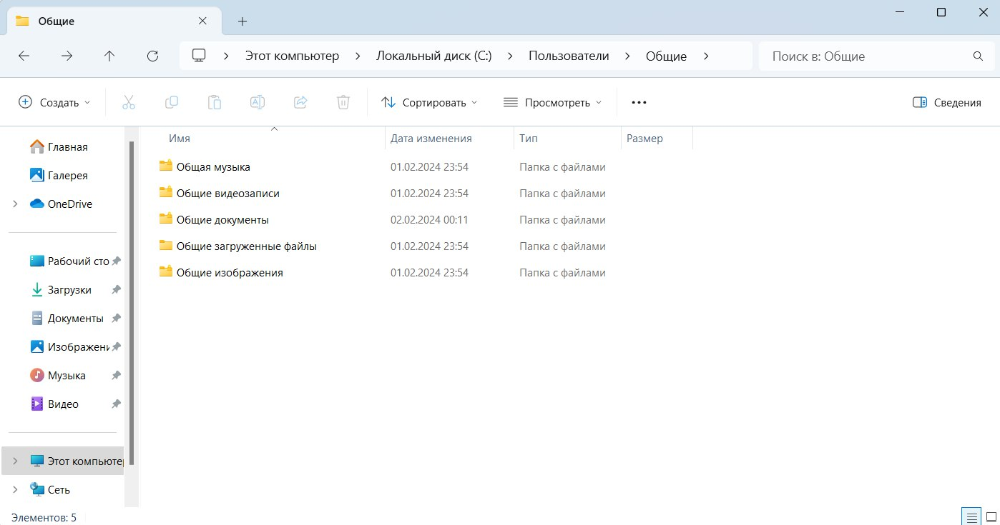 Общие
Этот компьютер Локальный диск (C:) Пользователи Общие
Поиск в: Общие
Создать Сортировать Просмотреть Сведения
Главная
Галерея
OneDrive
Рабочий сто
Загрузки
Документы
Изображени
Музыка
Видео
Этот компьютер
Сеть
Имя Дата изменения Тип Размер
Общая музыка 01.02.2024 23:54 Папка с файлами
Общие видеозаписи 01.02.2024 23:54 Папка с файлами
Общие документы 02.02.2024 00:11 Папка с файлами
Общие загруженные файлы 01.02.2024 23:54 Папка с файлами
Общие изображения 01.02.2024 23:54 Папка с файлами
Элементов: 5